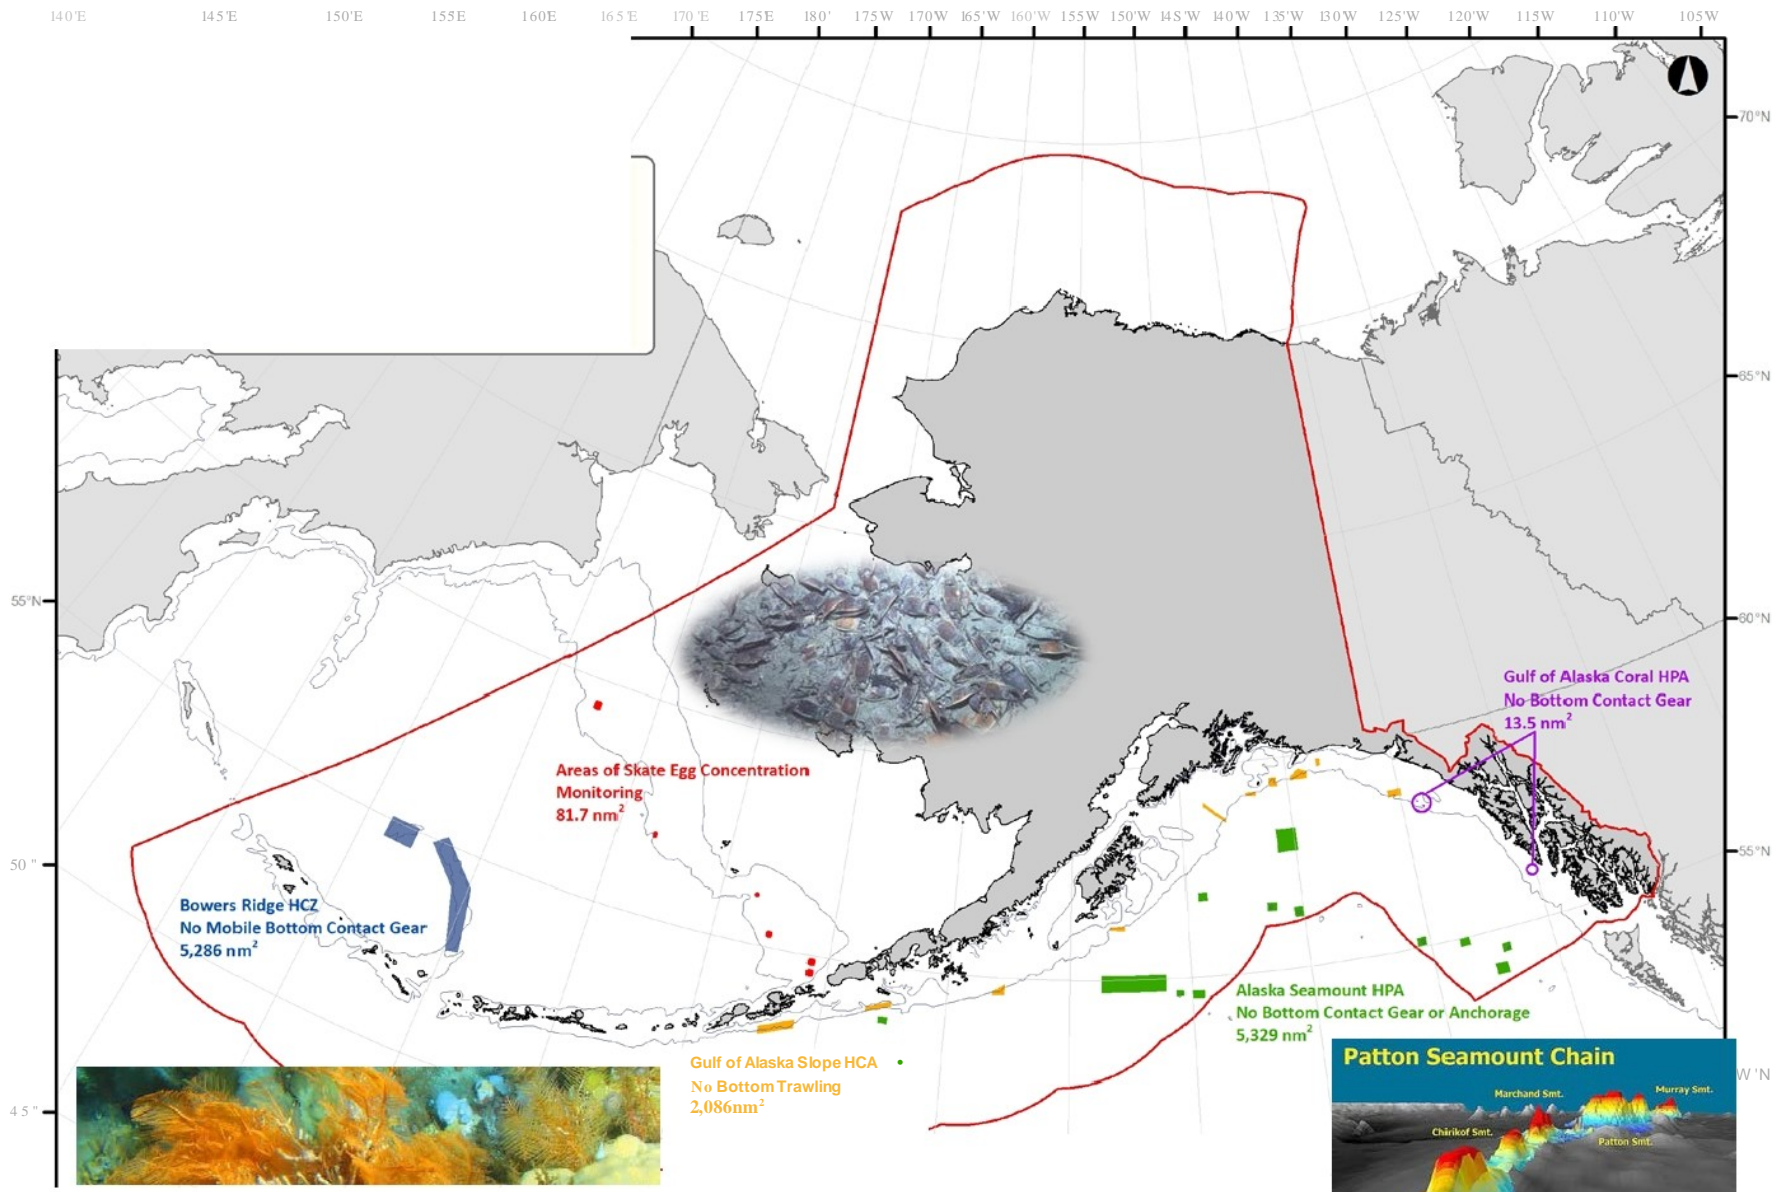 140'E 145'E 150'E 155'E 160'E 165'E 170'E 175'E 180' 175'W 170'W 165'W 160'W 155'W 150'W 145'W 140'W 135'W 130'W 125'W 120'W 115'W 110'W 105'W
70°N
65°N
55°N
60°N
Gulf of Alaska Coral HPA
No Bottom Contact Gear
13.5 nm²
Areas of Skate Egg Concentration
Monitoring
81.7 nm²
50 "
55°N
Bowers Ridge HCZ
No Mobile Bottom Contact Gear
5,286 nm²
Alaska Seamount HPA
No Bottom Contact Gear or Anchorage
5,329 nm²
Gulf of Alaska Slope HCA
No Bottom Trawling
2,086nm²
W 'N
45 "
Patton Seamount Chain
Marchand Smt.
Murray Smt.
Chirikof Smt.
Patton Smt.